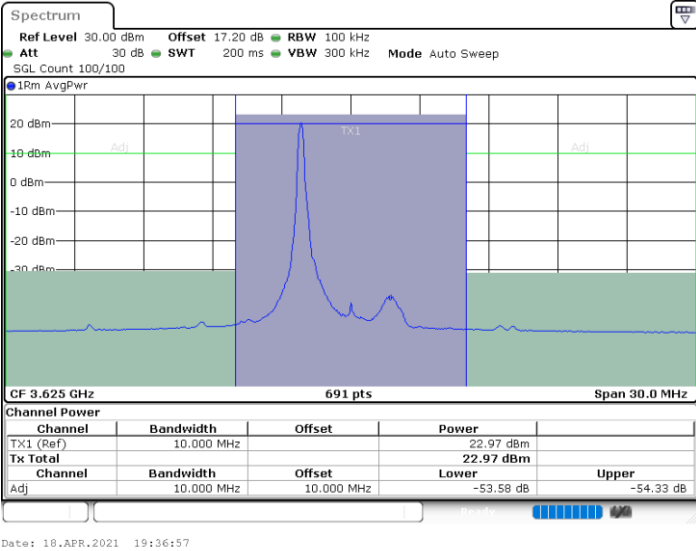 Spectrum
Ref Level 30.00 dBm Offset 17.20 dB RBW 100 kHz
Att 30 dB SWT 200 ms VBW 300 kHz Mode Auto Sweep
SGL Count 100/100
1Rm AvgPwr
20 dBm
TX1
Adj
Adj
10 dBm
0 dBm
-10 dBm
-20 dBm
-30 dBm
CF 3.625 GHz 691 pts Span 30.0 MHz
Channel Power
Channel Bandwidth Offset Power
TX1 (Ref) 10.000 MHz 22.97 dBm
Tx Total 22.97 dBm
Channel Bandwidth Offset Lower Upper
Adj 10.000 MHz 10.000 MHz -53.58 dB -54.33 dB
Ready
Date: 18.APR.2021 19:36:57